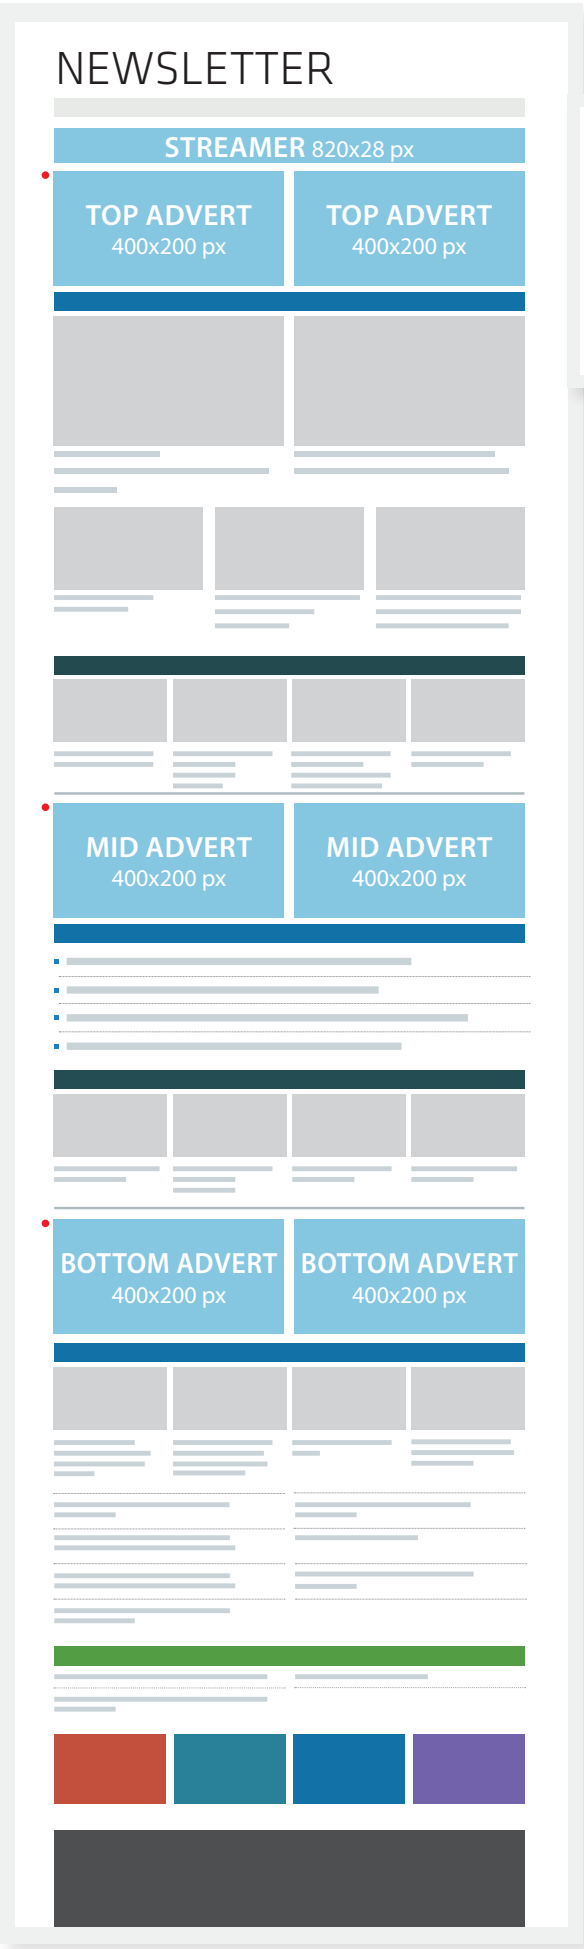 NEWSLETTER
STREAMER 820x28 px
TOP ADVERT
400x200 px
TOP ADVERT
400x200 px
MID ADVERT
400x200 px
MID ADVERT
400x200 px
BOTTOM ADVERT
400x200 px
BOTTOM ADVERT
400x200 px